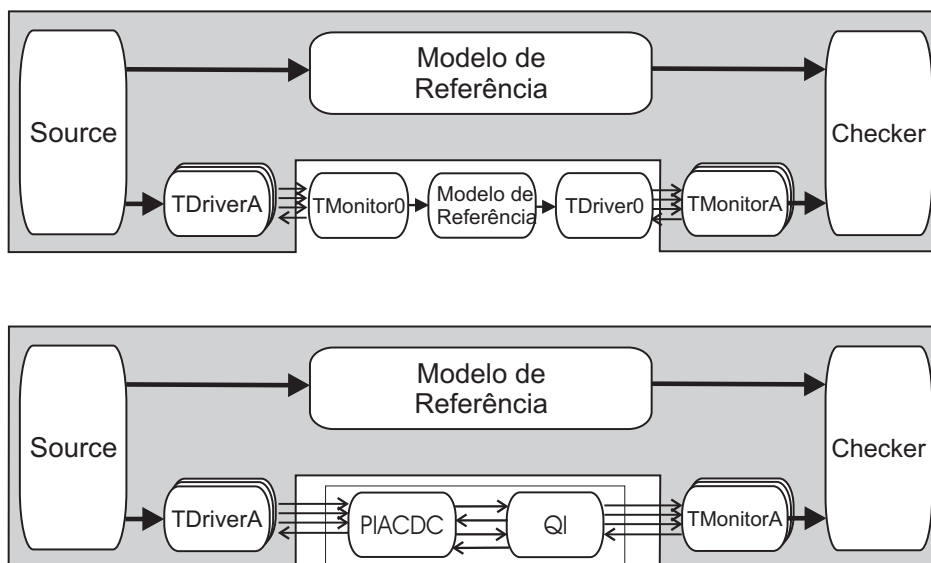 Modelo de
Referência
Source
Checker
TDriverA
TMonitor0
Modelo de
Referência
TDriver0
TMonitorA
Modelo de
Referência
Source
Checker
TDriverA
PIACDC
QI
TMonitorA